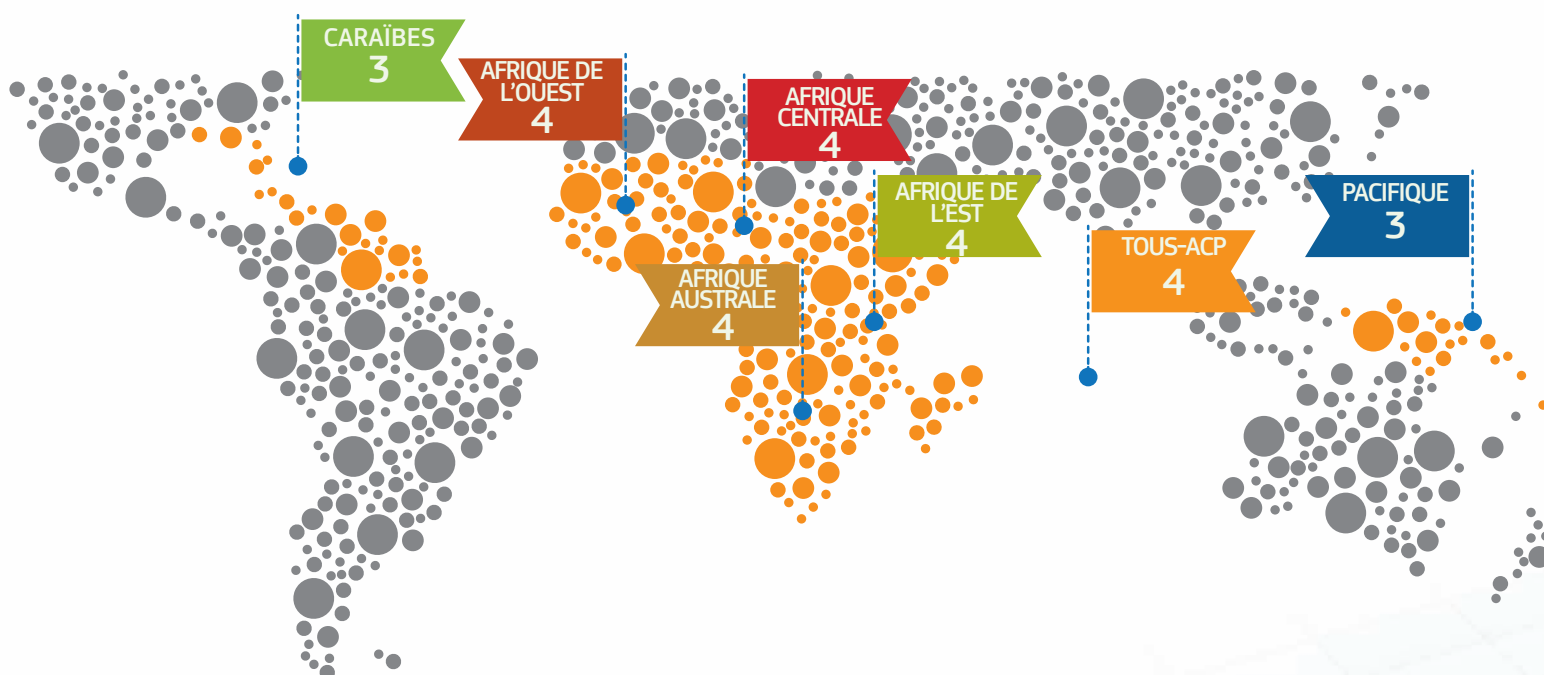 CARAÏBES
3
AFRIQUE DE
L'OUEST
4
AFRIQUE
CENTRALE
4
AFRIQUE DE
L'EST
4
AFRIQUE
AUSTRALE
4
TOUS-ACP
4
PACIFIQUE
3